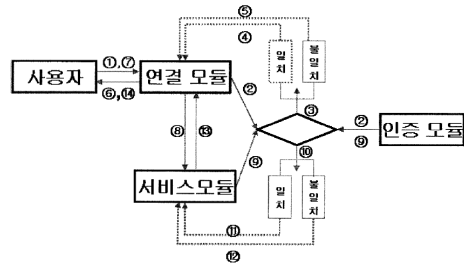 ⑤
④
사용자
①,⑦
⑥,⑭
연결 모듈
일치
불일치
②
③
②
⑨
인증 모듈
⑧
⑬
⑨
⑩
서비스모듈
일치
불일치
⑪
⑫